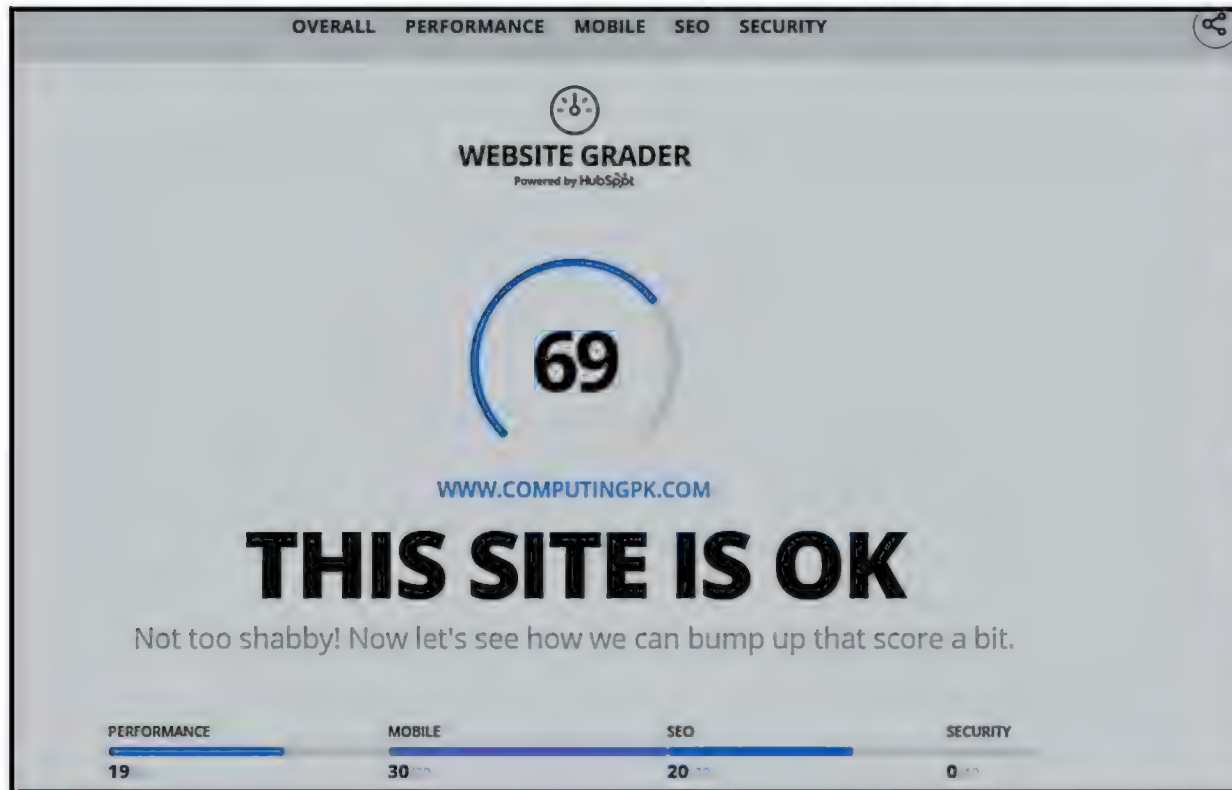 OVERALL PERFORMANCE MOBILE SEO SECURITY
WEBSITE GRADER
Powered by HubSpot
69
WWW.COMPUTINGPK.COM
THIS SITE IS OK
Not too shabby! Now let's see how we can bump up that score a bit.
PERFORMANCE MOBILE SEO SECURITY
19 30 20 0